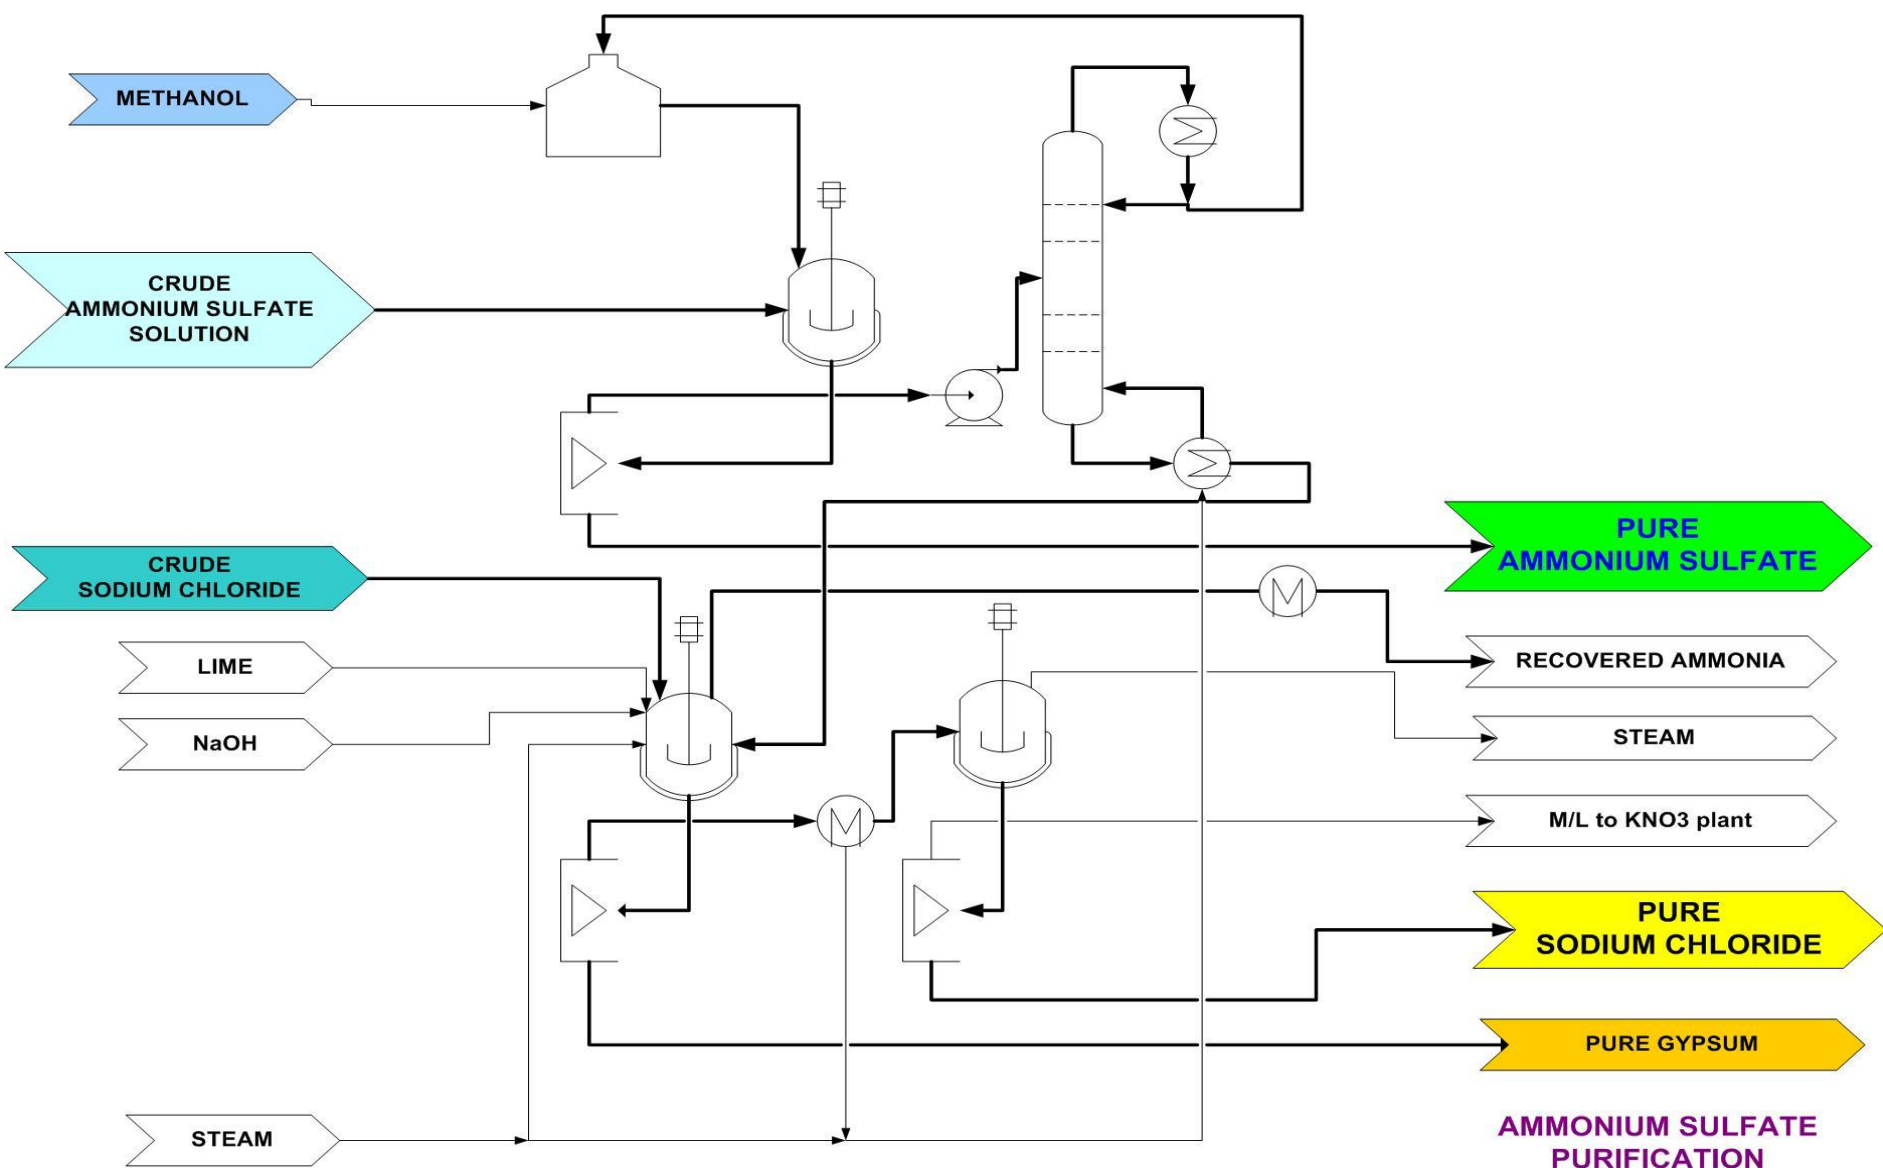 METHANOL
CRUDE
AMMONIUM SULFATE
SOLUTION
PURE
AMMONIUM SULFATE
CRUDE
SODIUM CHLORIDE
LIME
RECOVERED AMMONIA
NaOH
STEAM
M/L to KNO3 plant
PURE
SODIUM CHLORIDE
PURE GYPSUM
STEAM
AMMONIUM SULFATE
PURIFICATION